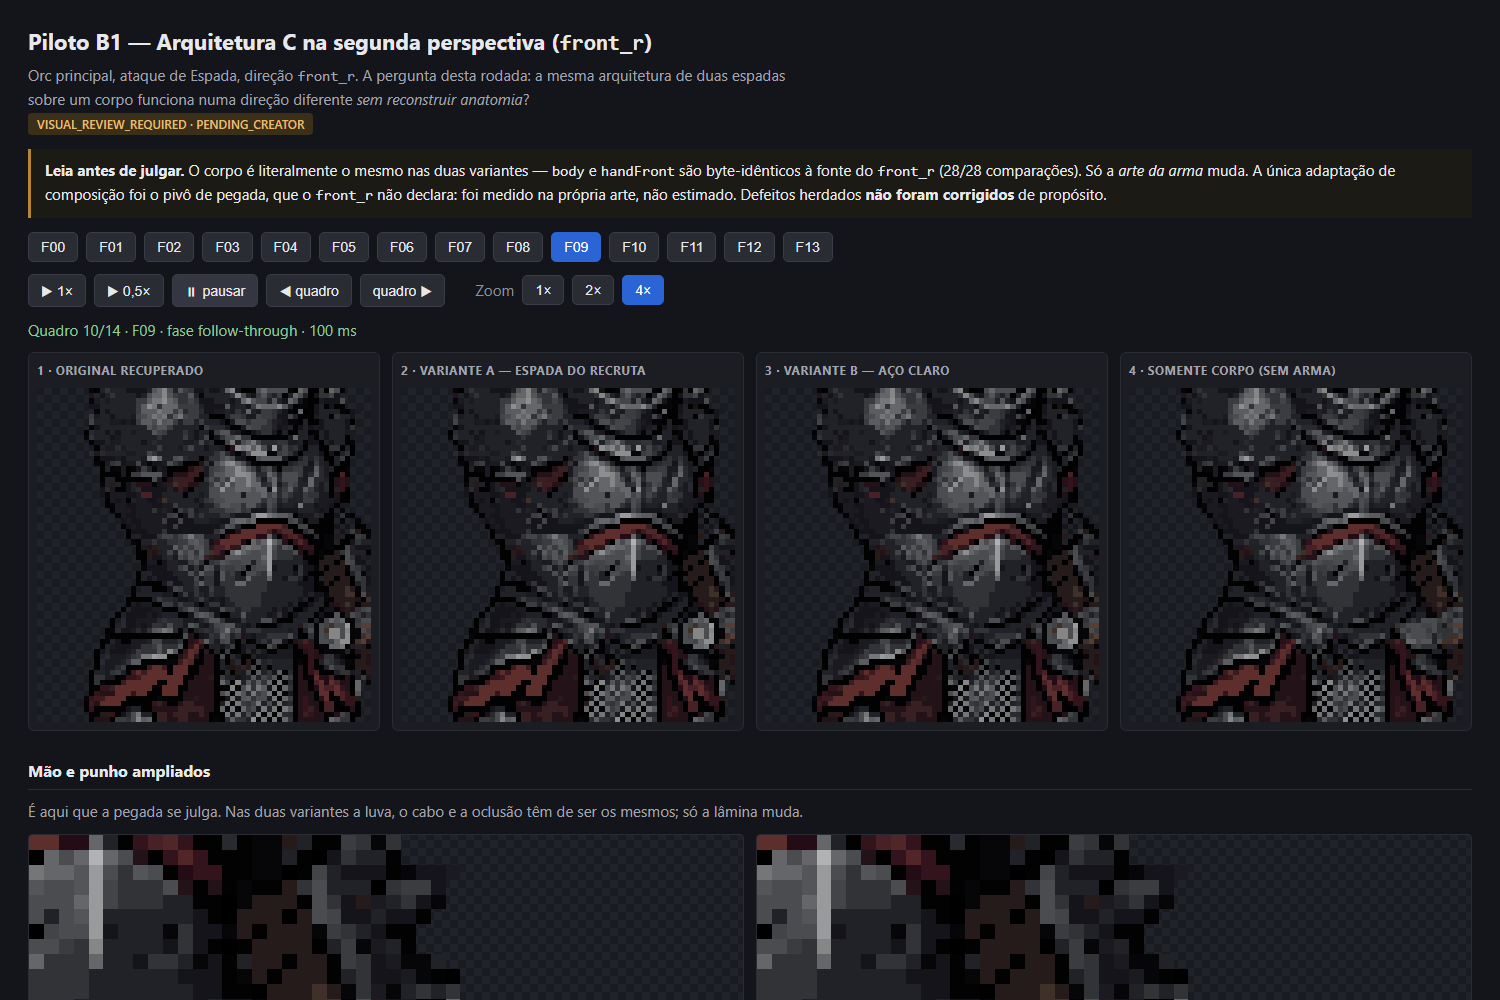 Piloto B1 — Arquitetura C na segunda perspectiva (front_r)
Orc principal, ataque de Espada, direção front_r. A pergunta desta rodada: a mesma arquitetura de duas espadas
sobre um corpo funciona numa direção diferente sem reconstruir anatomia?
VISUAL_REVIEW_REQUIRED · PENDING_CREATOR
Leia antes de julgar. O corpo é literalmente o mesmo nas duas variantes — body e handFront são byte-idênticos à fonte do front_r (28/28 comparações). Só a arte da arma muda. A única adaptação de
composição foi o pivô de pegada, que o front_r não declara: foi medido na própria arte, não estimado. Defeitos herdados não foram corrigidos de propósito.
F00 F01 F02 F03 F04 F05 F06 F07 F08 F09 F10 F11 F12 F13
▶ 1× ▶ 0,5× ⏸ pausar ◀ quadro quadro ▶ Zoom 1× 2× 4×
Quadro 10/14 · F09 · fase follow-through · 100 ms
1 · ORIGINAL RECUPERADO
2 · VARIANTE A — ESPADA DO RECRUTA
3 · VARIANTE B — AÇO CLARO
4 · SOMENTE CORPO (SEM ARMA)
Mão e punho ampliados
É aqui que a pegada se julga. Nas duas variantes a luva, o cabo e a oclusão têm de ser os mesmos; só a lâmina muda.